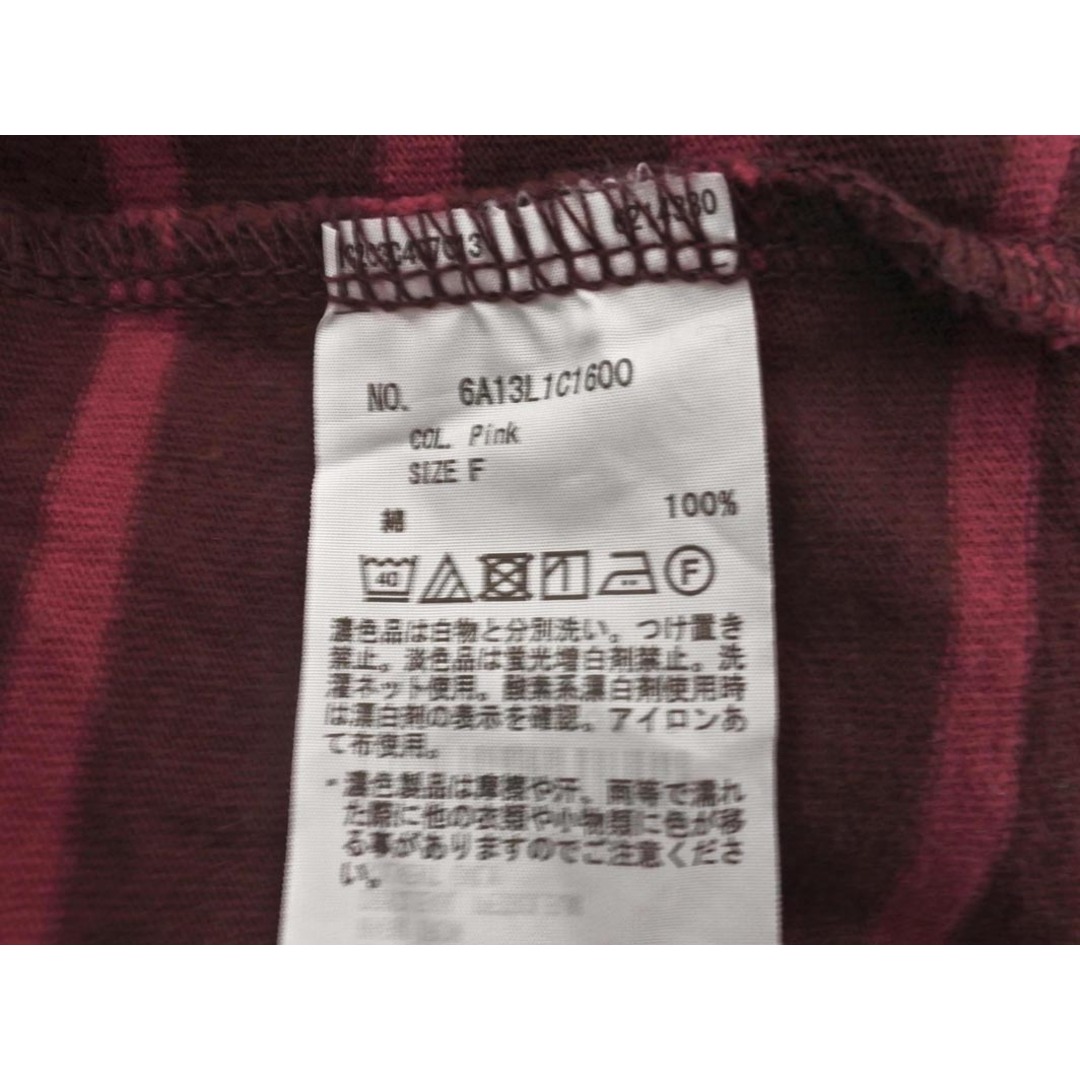 NO. 6A13L1C1600
COL. Pink
SIZE F
綿 100%
40 F
濃色品は白物と分別洗い。つけ置き
禁止。淡色品は蛍光増白剤禁止。洗
濯ネット使用。酸素系漂白剤使用時
は漂白剤の表示を確認。アイロンあ
て布使用。
*濃色製品は摩擦や汗、雨等で濡れ
た際に他の衣類や小物類に色が移
る事がありますのでご注意くださ
い。